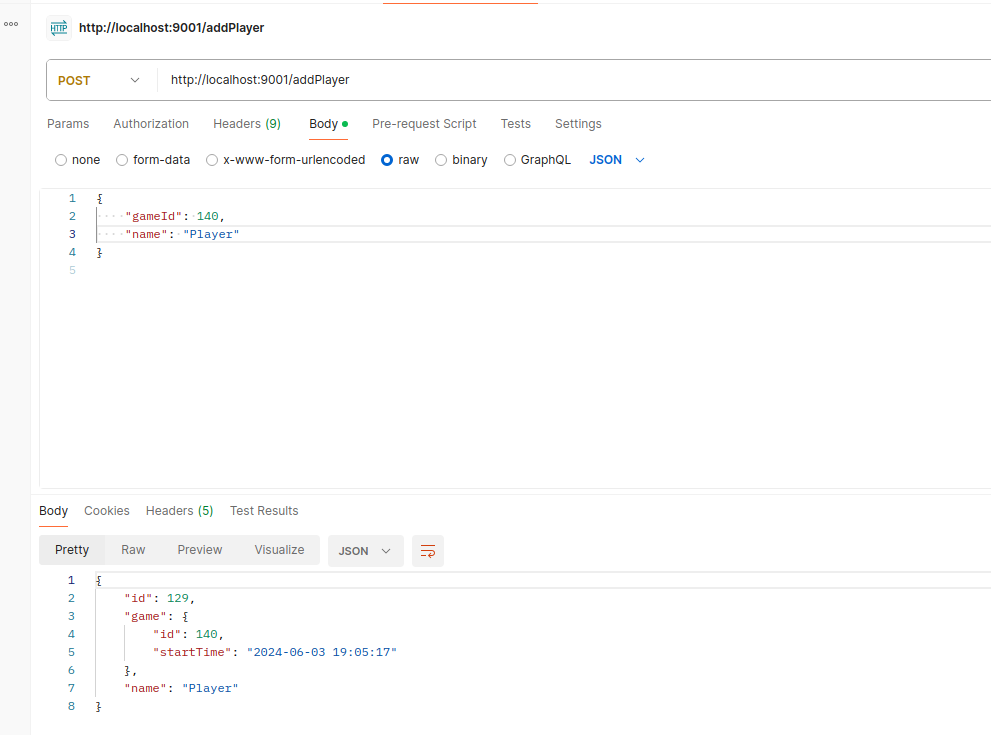 HTTP http://localhost:9001/addPlayer
POST http://localhost:9001/addPlayer
Params Authorization Headers (9) Body Pre-request Script Tests Settings
none form-data x-www-form-urlencoded raw binary GraphQL JSON
1 {
2 "gameId": 140,
3 "name": "Player"
4 }
5
Body Cookies Headers (5) Test Results
Pretty Raw Preview Visualize JSON
1 {
2 "id": 129,
3 "game": {
4 "id": 140,
5 "startTime": "2024-06-03 19:05:17"
6 },
7 "name": "Player"
8 }